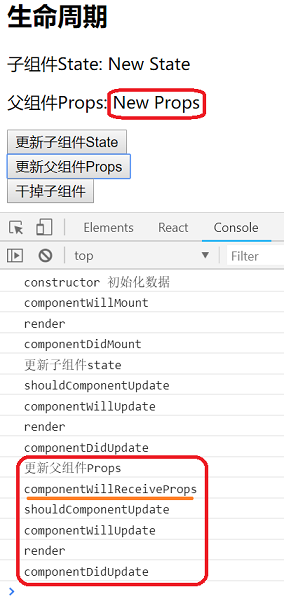 生命周期
子组件State: New State
父组件Props: New Props
更新子组件State
更新父组件Props
干掉子组件
Elements React Console
top Filter
constructor 初始化数据
componentWillMount
render
componentDidMount
更新子组件state
shouldComponentUpdate
componentWillUpdate
render
componentDidUpdate
更新父组件Props
componentWillReceiveProps
shouldComponentUpdate
componentWillUpdate
render
componentDidUpdate